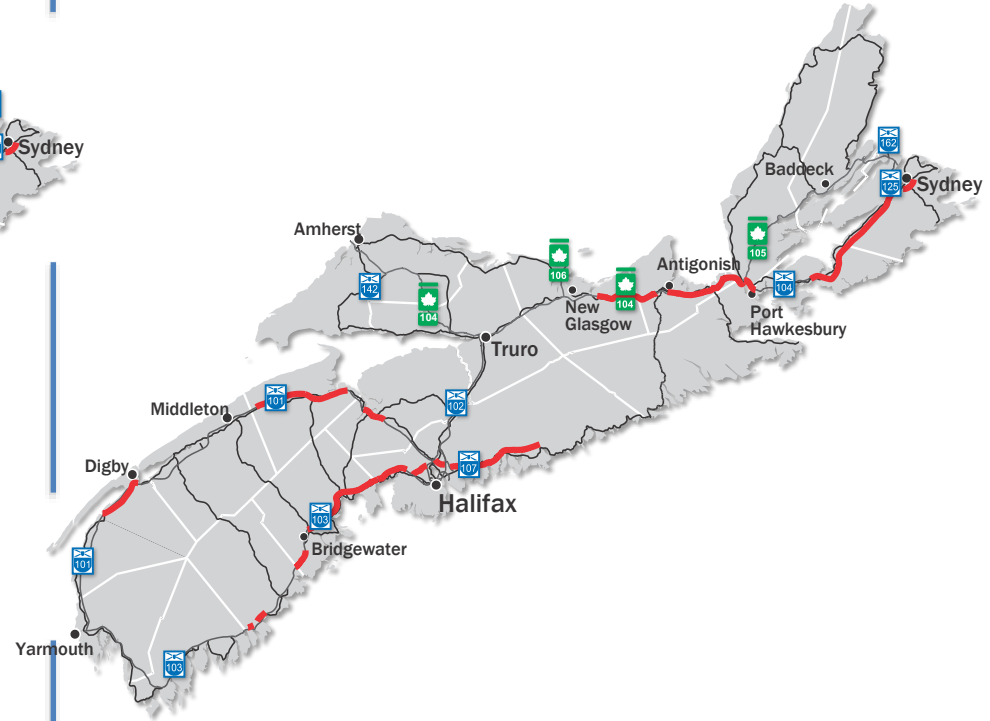 Sydney
162
Baddeck
125
Sydney
Amherst
105
106
Antigonish
142
104
104
104
New
Glasgow
Port
Hawkesbury
Truro
101
102
Middleton
Digby
107
Halifax
103
Bridgewater
101
Yarmouth
103